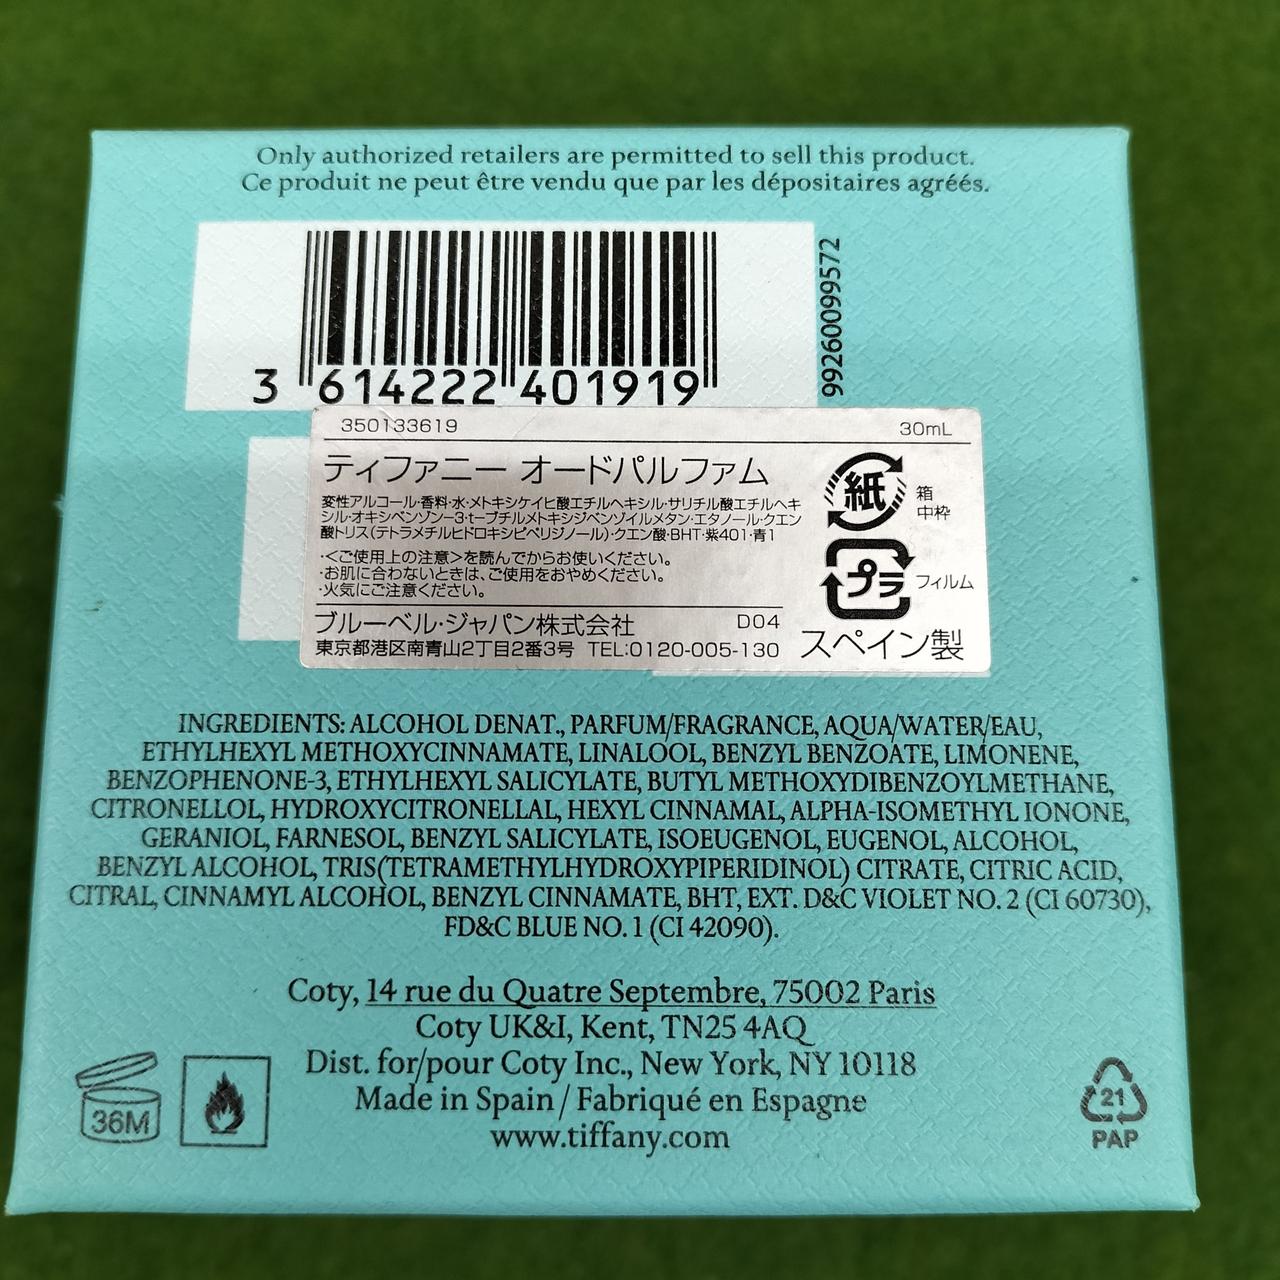 Only authorized retailers are permitted to sell this product.
Ce produit ne peut être vendu que par les dépositaires agréés.
99260099572
3 614222 401919
350133619 30mL
ティファニー オードパルファム
変性アルコール・香料・水・メトキシケイヒ酸エチルヘキシル・サリチル酸エチルヘキ
シル・オキシベンゾン-3・t-ブチルメトキシジベンゾイルメタン・エタノール・クエン
酸トリス(テトラメチルヒドロキシピペリジノール)・クエン酸・BHT・紫401・青1
・<ご使用上の注意>を読んでからお使いください。
・お肌に合わないときは、ご使用をおやめください。
・火気にご注意ください。
紙 箱
中枠
プラ フィルム
ブルーベル・ジャパン株式会社 D04
東京都港区南青山2丁目2番3号 TEL:0120-005-130
スペイン製
INGREDIENTS: ALCOHOL DENAT., PARFUM/FRAGRANCE, AQUA/WATER/EAU,
ETHYLHEXYL METHOXYCINNAMATE, LINALOOL, BENZYL BENZOATE, LIMONENE,
BENZOPHENONE-3, ETHYLHEXYL SALICYLATE, BUTYL METHOXYDIBENZOYLMETHANE,
CITRONELLOL, HYDROXYCITRONELLAL, HEXYL CINNAMAL, ALPHA-ISOMETHYL IONONE,
GERANIOL, FARNESOL, BENZYL SALICYLATE, ISOEUGENOL, EUGENOL, ALCOHOL,
BENZYL ALCOHOL, TRIS(TETRAMETHYLHYDROXYPIPERIDINOL) CITRATE, CITRIC ACID,
CITRAL, CINNAMYL ALCOHOL, BENZYL CINNAMATE, BHT, EXT. D&C VIOLET NO. 2 (CI 60730),
FD&C BLUE NO. 1 (CI 42090).
Coty, 14 rue du Quatre Septembre, 75002 Paris
Coty UK&I, Kent, TN25 4AQ
Dist. for/pour Coty Inc., New York, NY 10118
Made in Spain / Fabriqué en Espagne
www.tiffany.com
36M
21
PAP